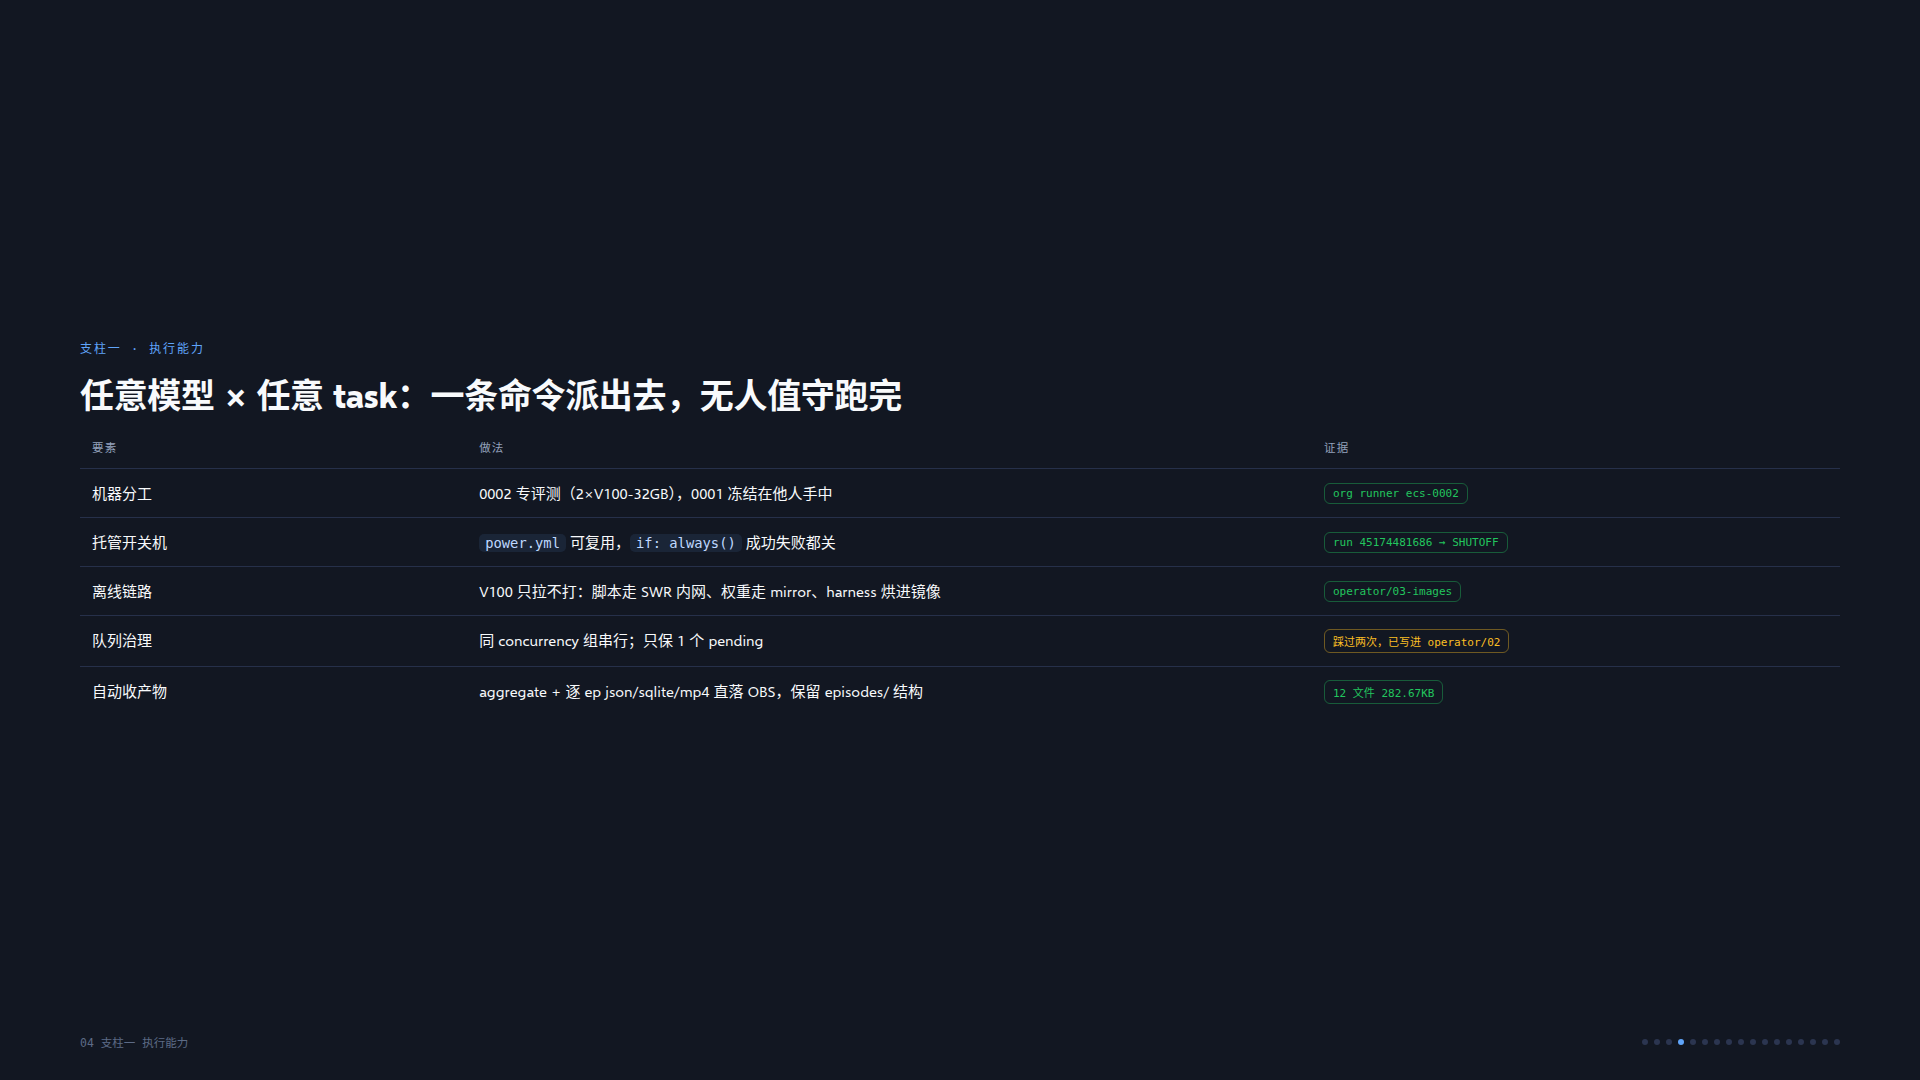 支柱一 · 执行能力
任意模型 × 任意 task：一条命令派出去，无人值守跑完
要素 做法 证据
机器分工 0002 专评测（2×V100-32GB），0001 冻结在他人手中 org runner ecs-0002
托管开关机 power.yml 可复用，if: always() 成功失败都关 run 45174481686 → SHUTOFF
离线链路 V100 只拉不打：脚本走 SWR 内网、权重走 mirror、harness 烘进镜像 operator/03-images
队列治理 同 concurrency 组串行；只保 1 个 pending 踩过两次，已写进 operator/02
自动收产物 aggregate + 逐 ep json/sqlite/mp4 直落 OBS，保留 episodes/ 结构 12 文件 282.67KB
04 支柱一 执行能力